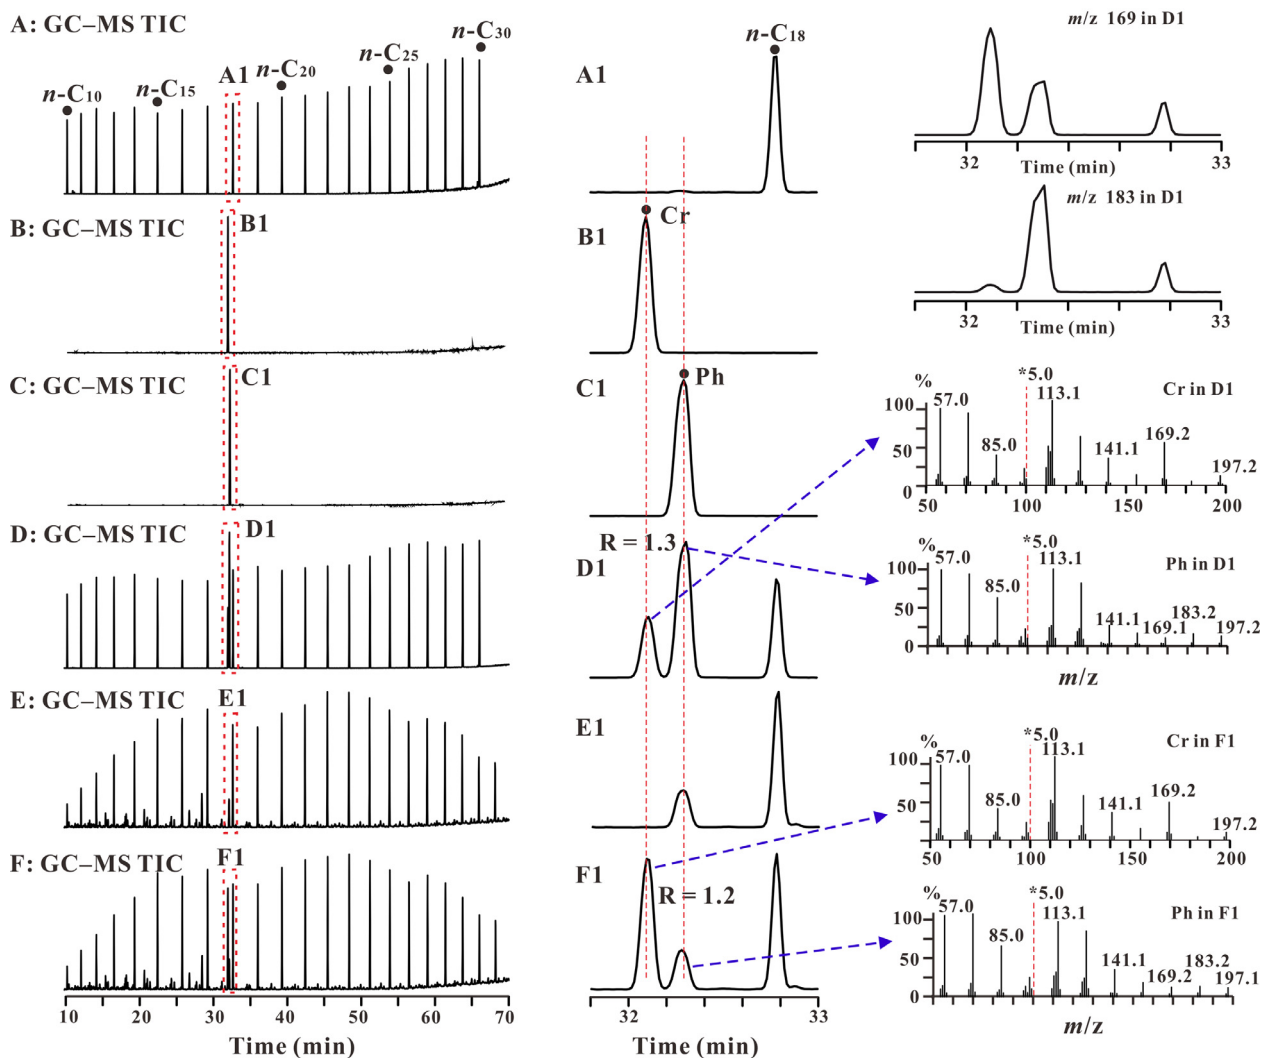 A: GC–MS TIC
n-C10
n-C15
A1
n-C20
n-C25
n-C30
B: GC–MS TIC
B1
C: GC–MS TIC
C1
D: GC–MS TIC
D1
E: GC–MS TIC
E1
F: GC–MS TIC
F1
10 20 30 40 50 60 70
Time (min)
A1
n-C18
B1
Cr
C1
Ph
R = 1.3
D1
E1
F1
R = 1.2
32 33
Time (min)
m/z 169 in D1
32 33
Time (min)
m/z 183 in D1
32 33
Time (min)
Cr in D1
%
100
50
0
57.0
85.0
*5.0
113.1
141.1
169.2
197.2
50 100 150 200
Ph in D1
%
100
50
0
57.0
85.0
*5.0
113.1
141.1
169.1
183.2
197.2
m/z
Cr in F1
%
100
50
0
57.0
85.0
*5.0
113.1
141.1
169.2
197.2
50 100 150 200
Ph in F1
%
100
50
0
57.0
85.0
*5.0
113.1
141.1
169.2
183.2
197.1
m/z